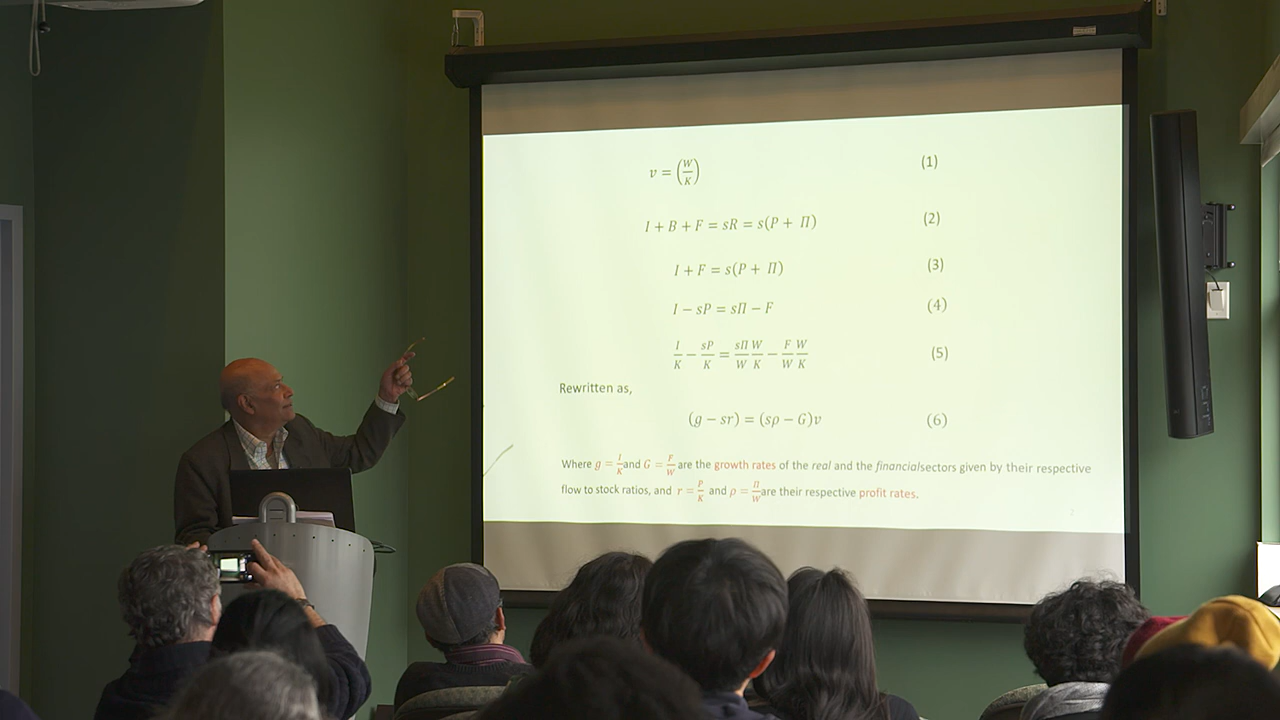 v = (W/K) (1)
I + B + F = sR = s(P + Π) (2)
I + F = s(P + Π) (3)
I − sP = sΠ − F (4)
I/K − sP/K = sΠ/W W/K − F/W W/K (5)
Rewritten as,
(g − sr) = (sρ − G)v (6)
Where g = I/K and G = F/W are the growth rates of the real and the financialsectors given by their respective
flow to stock ratios, and r = P/K and ρ = Π/W are their respective profit rates.